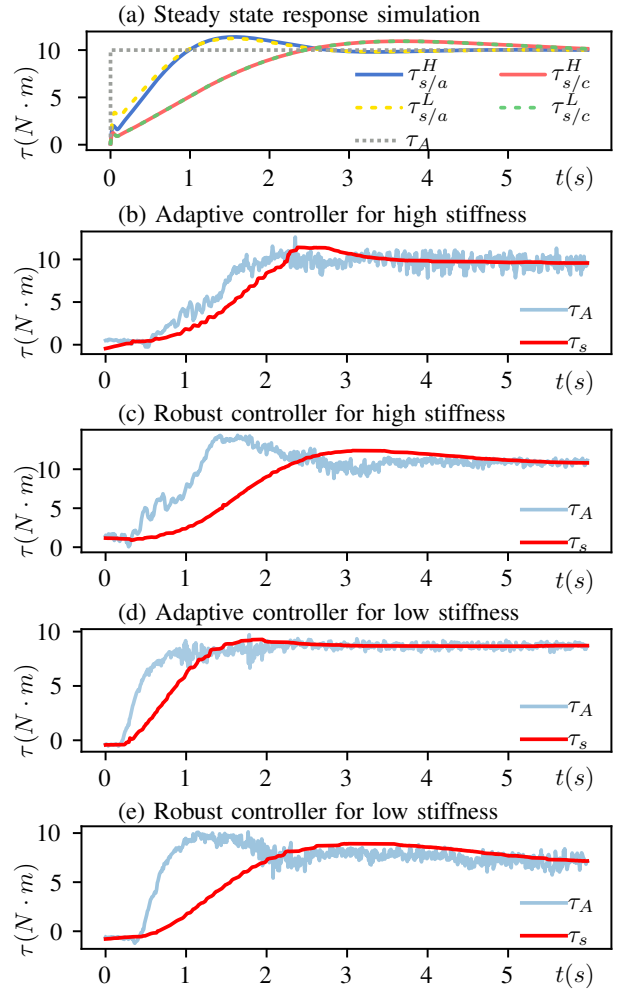 (a) Steady state response simulation
τ(N · m)
10
5
0
τ^H_{s/a}
τ^H_{s/c}
τ^L_{s/a}
τ^L_{s/c}
τ_A
0 1 2 3 4 5 t(s)
(b) Adaptive controller for high stiffness
τ(N · m)
10
5
0
τ_A
τ_s
0 1 2 3 4 5 t(s)
(c) Robust controller for high stiffness
τ(N · m)
10
5
0
τ_A
τ_s
0 1 2 3 4 5 t(s)
(d) Adaptive controller for low stiffness
τ(N · m)
10
5
0
τ_A
τ_s
0 1 2 3 4 5 t(s)
(e) Robust controller for low stiffness
τ(N · m)
10
5
0
τ_A
τ_s
0 1 2 3 4 5 t(s)